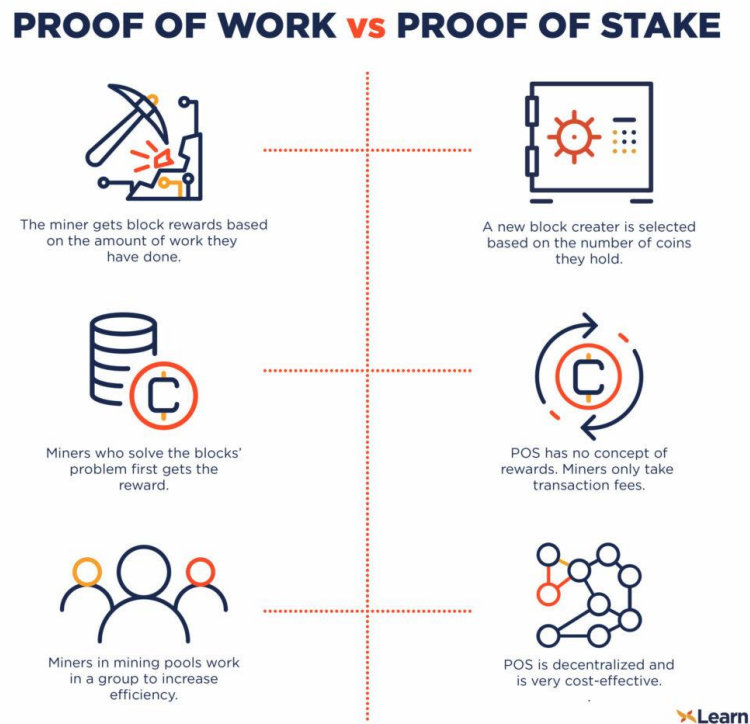 PROOF OF WORK vs PROOF OF STAKE
The miner gets block rewards based
on the amount of work they
have done.
A new block creater is selected
based on the number of coins
they hold.
Miners who solve the blocks'
problem first gets the
reward.
POS has no concept of
rewards. Miners only take
transaction fees.
Miners in mining pools work
in a group to increase
efficiency.
POS is decentralized and
is very cost-effective.
.
Learn